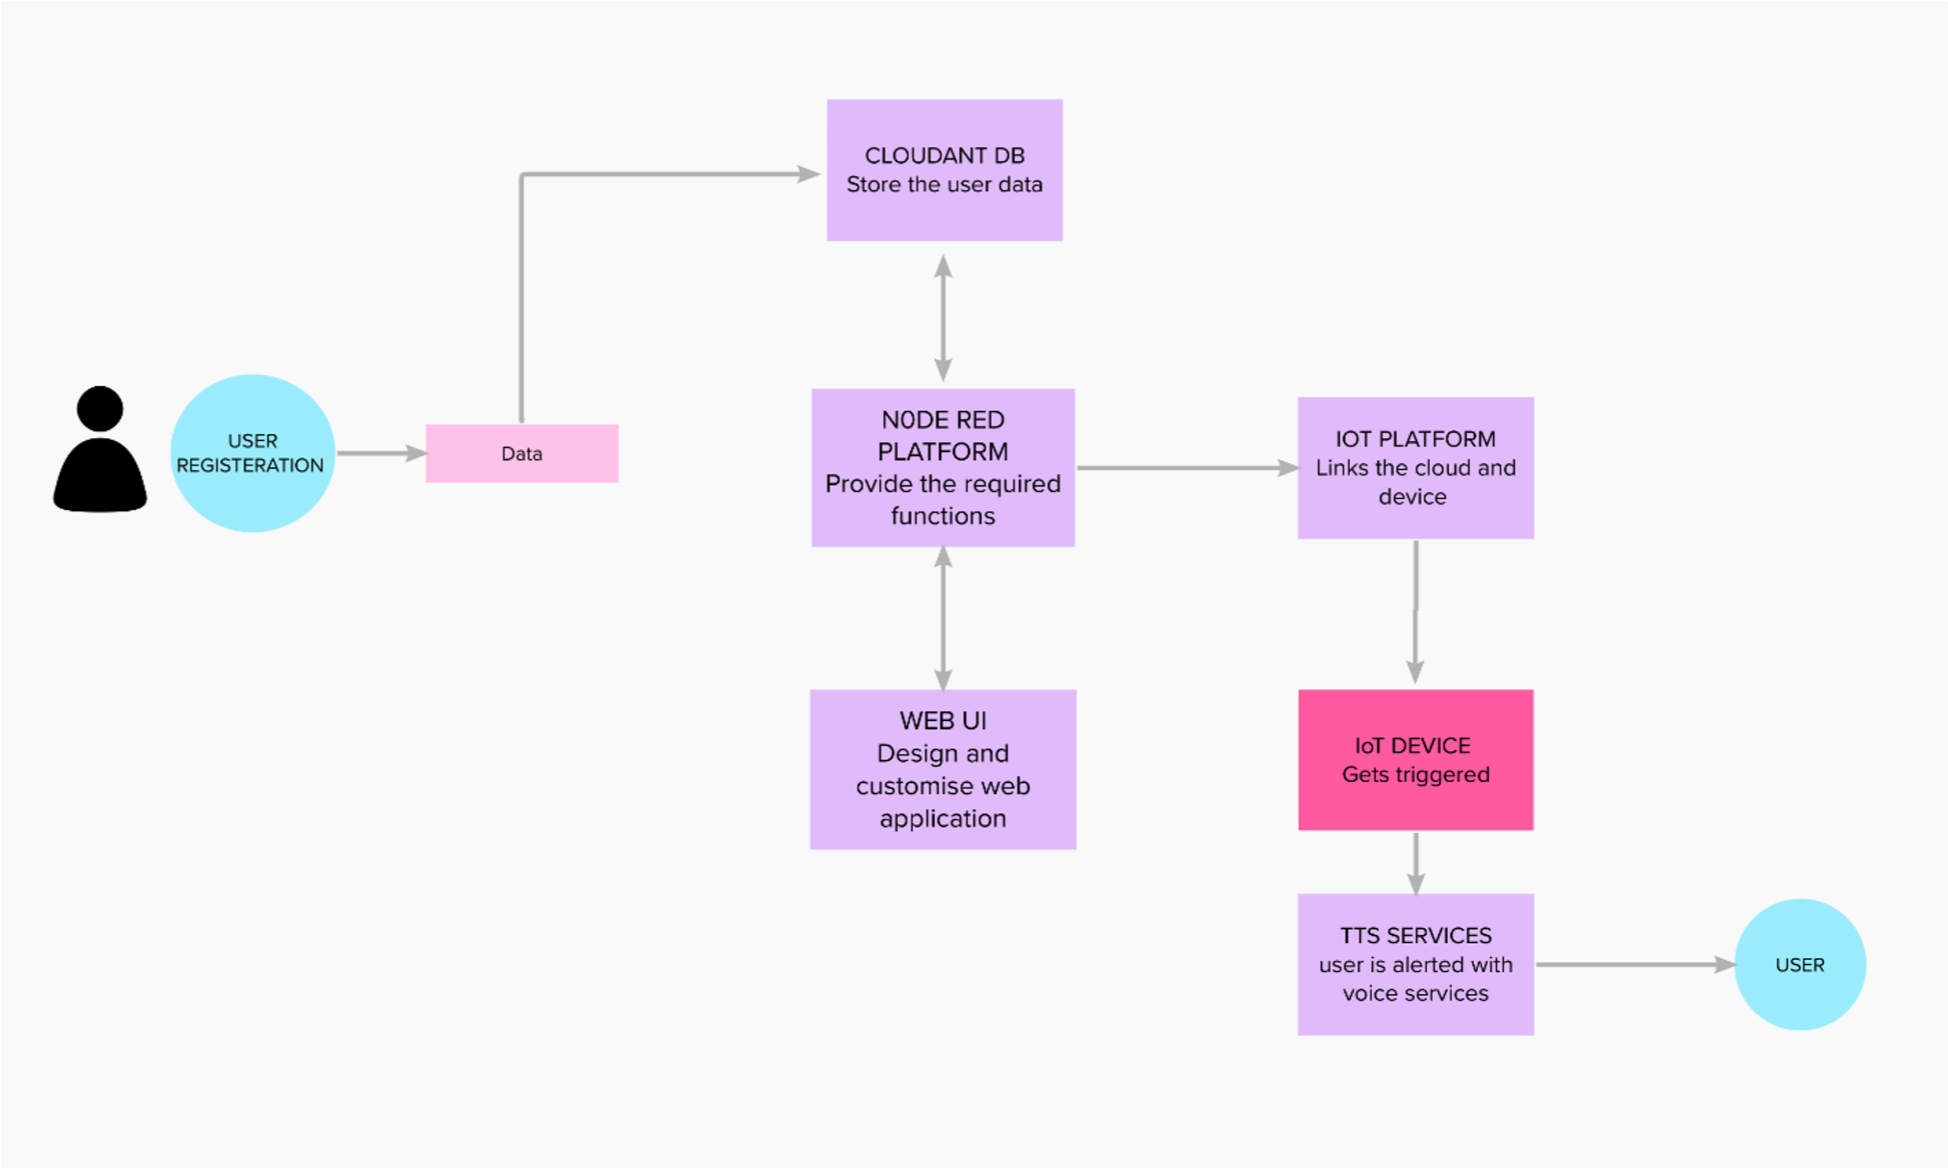 CLOUDANT DB
Store the user data
USER
REGISTERATION
Data
N0DE RED
PLATFORM
Provide the required
functions
IOT PLATFORM
Links the cloud and
device
WEB UI
Design and
customise web
application
IoT DEVICE
Gets triggered
TTS SERVICES
user is alerted with
voice services
USER